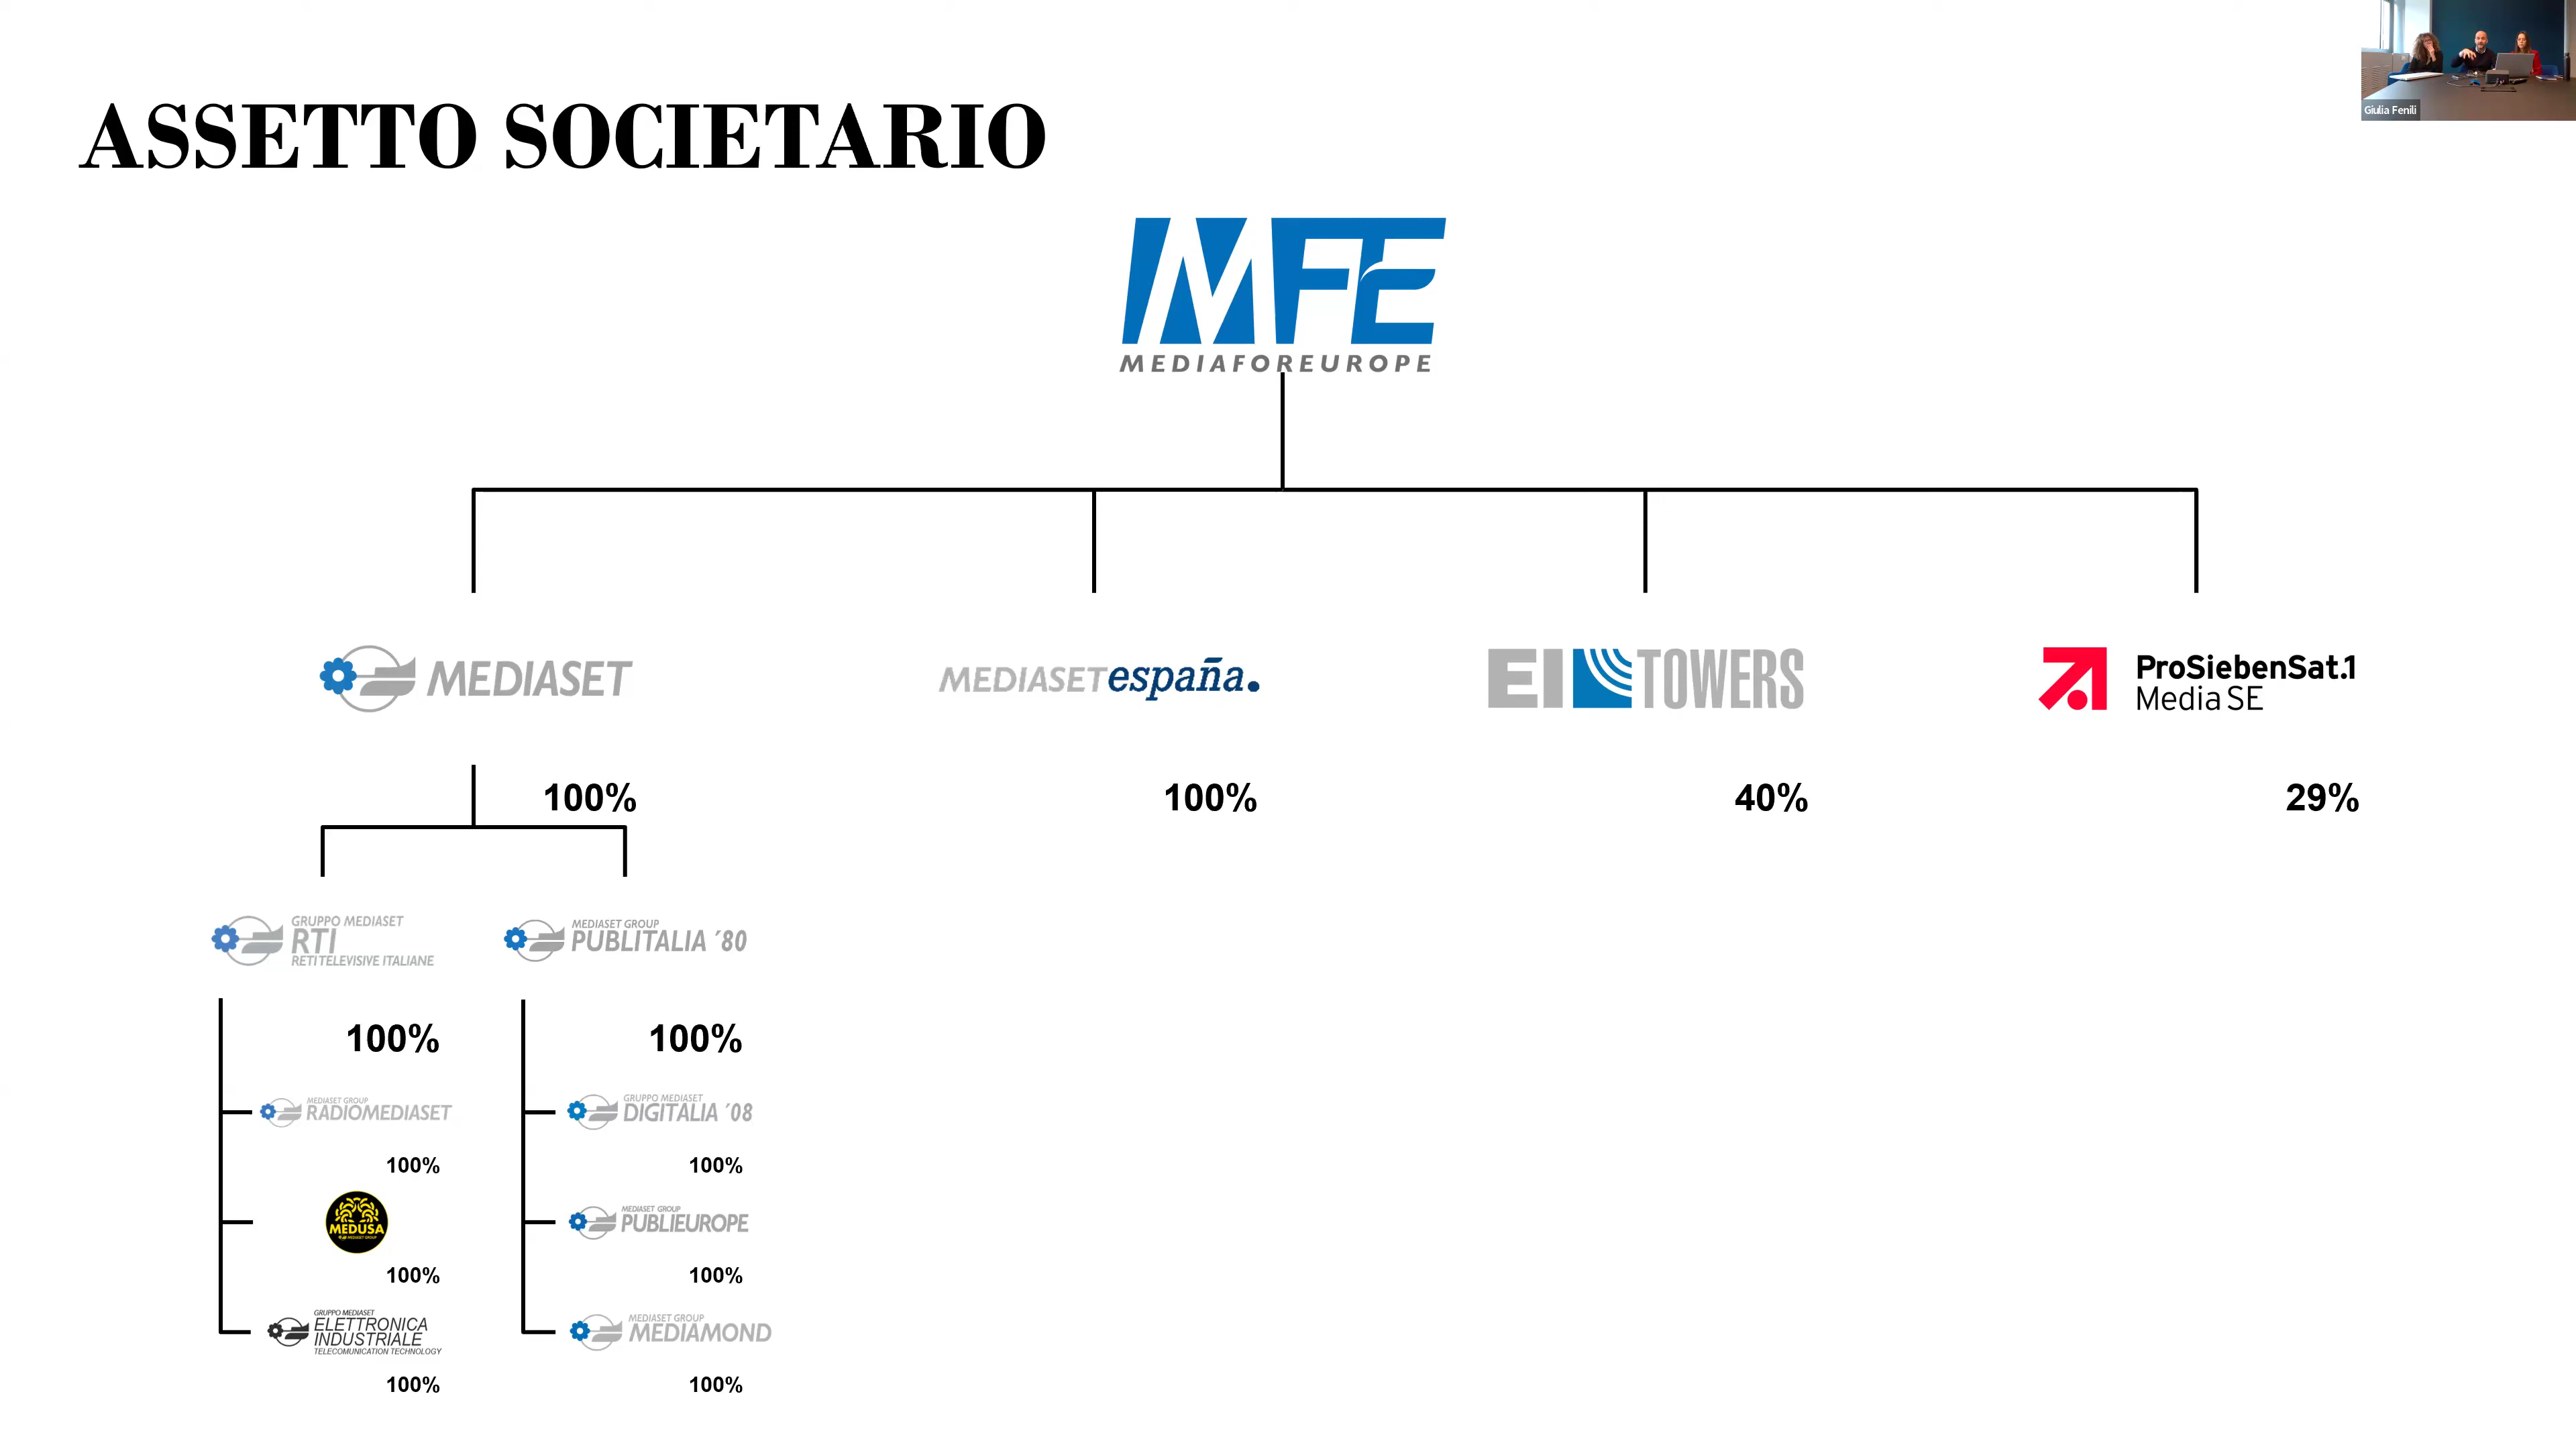 Giulia Fenili
ASSETTO SOCIETARIO
MFE
MEDIAFOREUROPE
MEDIASET
MEDIASETespaña.
EI TOWERS
ProSiebenSat.1
Media SE
100%
100%
40%
29%
GRUPPO MEDIASET
RTI
RETI TELEVISIVE ITALIANE
MEDIASET GROUP
PUBLITALIA ´80
100%
100%
MEDIASET GROUP
RADIOMEDIASET
GRUPPO MEDIASET
DIGITALIA ´08
100%
100%
MEDUSA
MEDIASET GROUP
MEDIASET GROUP
PUBLIEUROPE
100%
100%
GRUPPO MEDIASET
ELETTRONICA
INDUSTRIALE
TELECOMUNICATION TECHNOLOGY
MEDIASET GROUP
MEDIAMOND
100%
100%